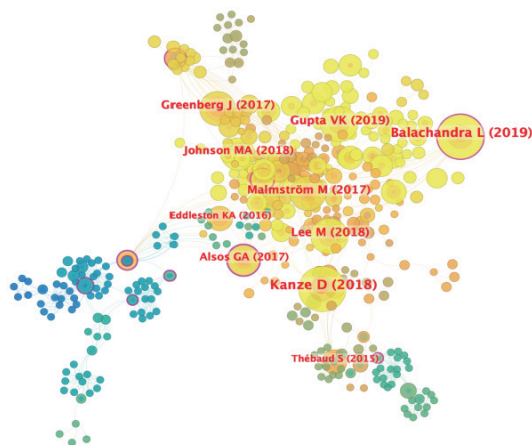 Greenberg J (2017)
Gupta VK (2019)
Balachandra L (2019)
Johnson MA (2018)
Malmström M (2017)
Eddleston KA (2016)
Lee M (2018)
Alsos GA (2017)
Kanze D (2018)
Thébaud S (2015)